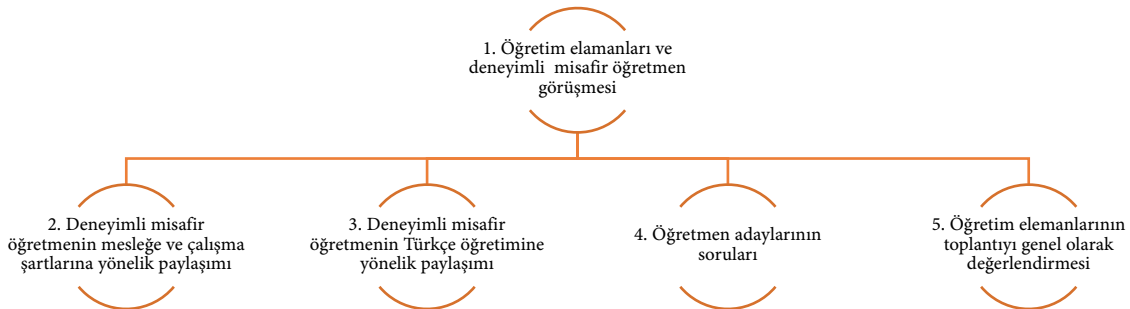 1. Öğretim elamanları ve
deneyimli misafir öğretmen
görüşmesi
2. Deneyimli misafir
öğretmenin mesleğe ve çalışma
şartlarına yönelik paylaşımı
3. Deneyimli misafir
öğretmenin Türkçe öğretimine
yönelik paylaşımı
4. Öğretmen adaylarının
soruları
5. Öğretim elemanlarının
toplantıyı genel olarak
değerlendirmesi